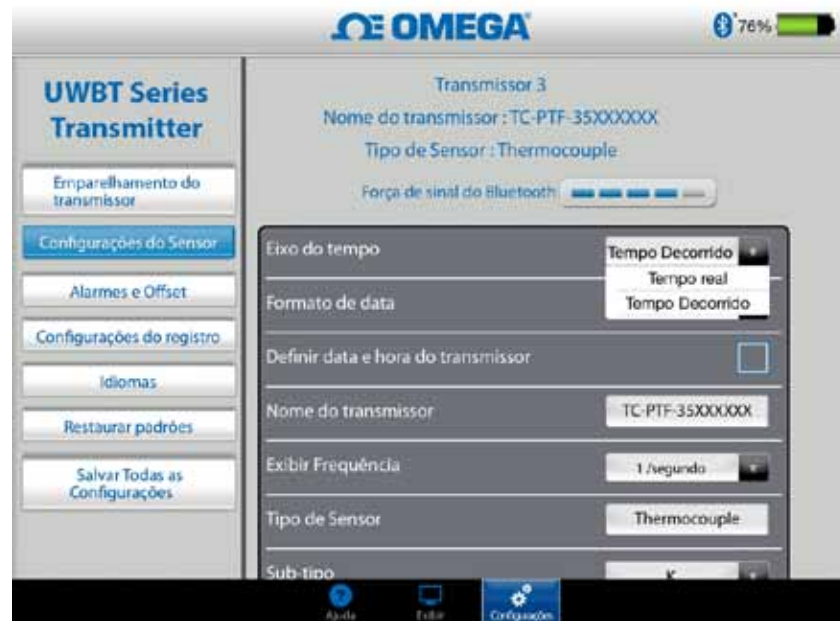 OMEGA
76%
UWBT Series
Transmitter
Emparelhamento do
transmissor
Configurações do Sensor
Alarmes e Offset
Configurações do registro
Idiomas
Restaurar padrões
Salvar Todas as
Configurações
Transmissor 3
Nome do transmissor : TC-PTF-35XXXXXX
Tipo de Sensor : Thermocouple
Força de sinal do Bluetooth
Eixo do tempo
Tempo Decorrido
Tempo real
Tempo Decorrido
Formato de data
Definir data e hora do transmissor
Nome do transmissor
TC-PTF-35XXXXXX
Exibir Frequência
1 /segundo
Tipo de Sensor
Thermocouple
Sub-tipo
K
Ajuda
Exibir
Configurações